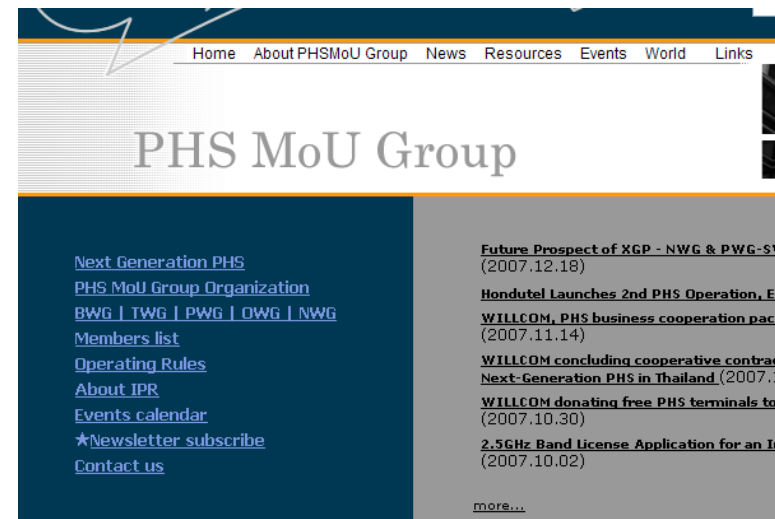 Home About PHSMoU Group News Resources Events World Links
PHS MoU Group
Next Generation PHS
PHS MoU Group Organization
BWG | TWG | PWG | OWG | NWG
Members list
Operating Rules
About IPR
Events calendar
★Newsletter subscribe
Contact us
Future Prospect of XGP - NWG & PWG-
(2007.12.18)
Hondutel Launches 2nd PHS Operation,
WILLCOM, PHS business cooperation
(2007.11.14)
WILLCOM concluding cooperative
Next-Generation PHS in Thailand (2007.
WILLCOM donating free PHS terminals to
(2007.10.30)
2.5GHz Band License Application for an
(2007.10.02)
more...